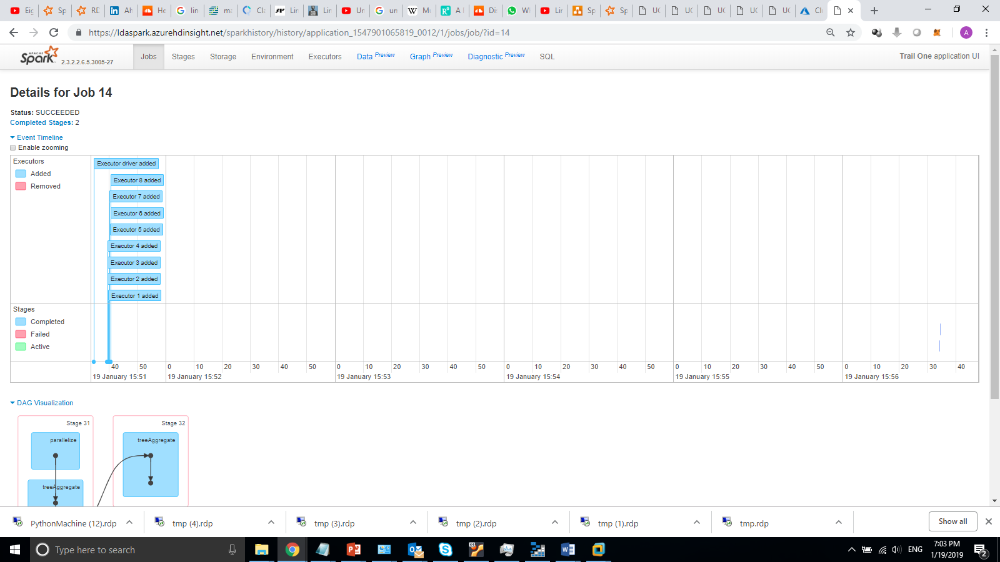 Eig
Sp
RD
Ah
He
lin
ma
Cla
Lin
Lin
Un
un
Mu
A I
Dis
WI
Lin
Sp
Sp
UC
UC
UC
UC
UC
Cl
https://ldaspark.azurehdinsight.net/sparkhistory/history/application_1547901065819_0012/1/jobs/job/?id=14
A
APACHE Spark 2.3.2.2.6.5.3005-27
Jobs
Stages
Storage
Environment
Executors
Data Preview
Graph Preview
Diagnostic Preview
SQL
Trail One application UI
Details for Job 14
Status: SUCCEEDED
Completed Stages: 2
Event Timeline
Enable zooming
Executors
Added
Removed
Executor driver added
Executor 8 added
Executor 7 added
Executor 6 added
Executor 5 added
Executor 4 added
Executor 3 added
Executor 2 added
Executor 1 added
Stages
Completed
Failed
Active
40 50 0 10 20 30 40 50 0 10 20 30 40 50 0 10 20 30 40 50 0 10 20 30 40 50 0 10 20 30 40
19 January 15:51 19 January 15:52 19 January 15:53 19 January 15:54 19 January 15:55 19 January 15:56
DAG Visualization
Stage 31
parallelize
treeAggregate
Stage 32
treeAggregate
PythonMachine (12).rdp
tmp (4).rdp
tmp (3).rdp
tmp (2).rdp
tmp (1).rdp
tmp.rdp
Show all
Type here to search
ENG
7:03 PM
1/19/2019
2